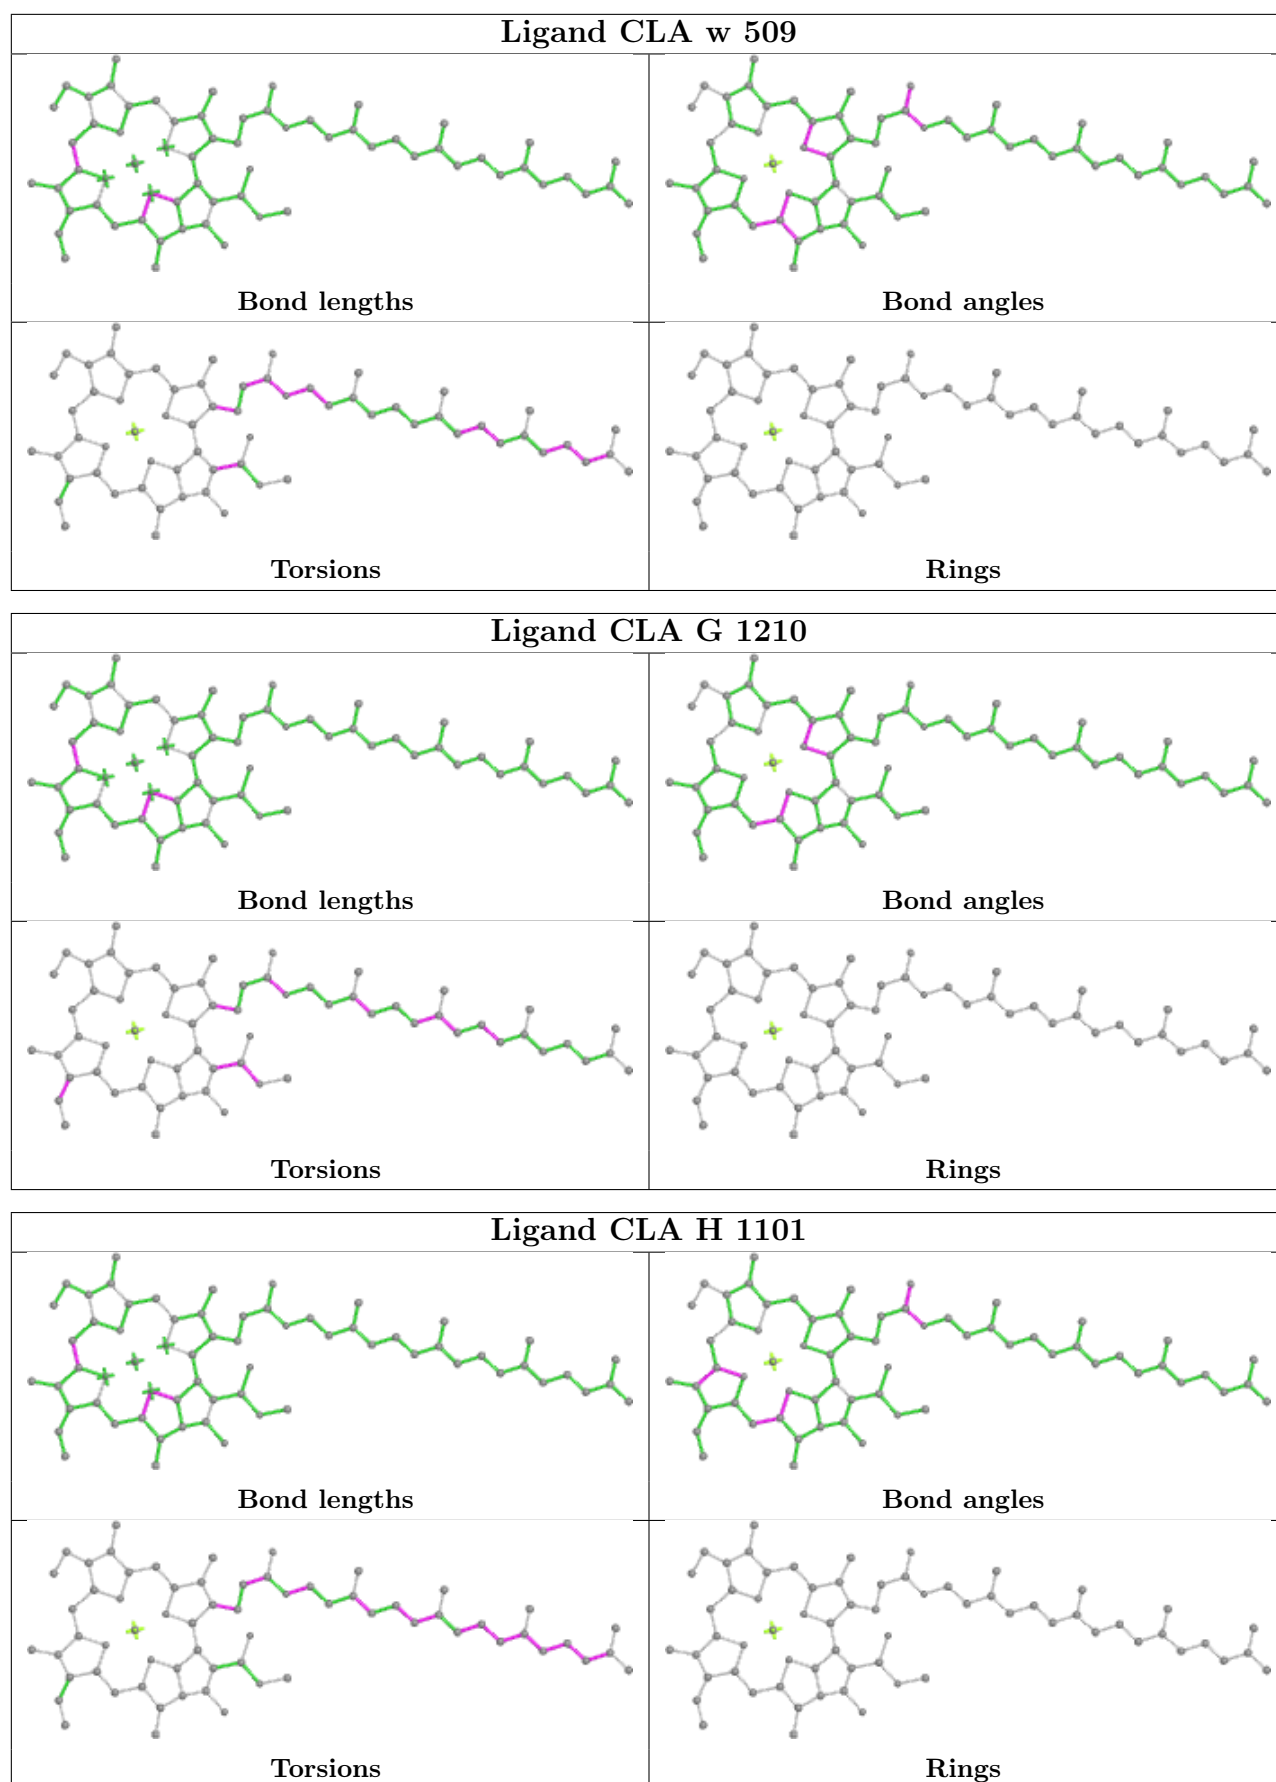 Ligand CLA w 509
Bond lengths
Bond angles
Torsions
Rings
Ligand CLA G 1210
Bond lengths
Bond angles
Torsions
Rings
Ligand CLA H 1101
Bond lengths
Bond angles
Torsions
Rings